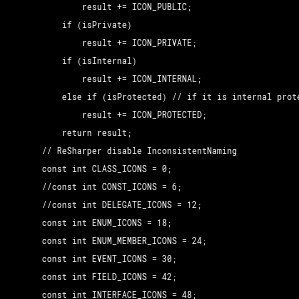 result += ICON_PUBLIC;
if (isPrivate)
result += ICON_PRIVATE;
if (isInternal)
result += ICON_INTERNAL;
else if (isProtected) // if it is internal prote
result += ICON_PROTECTED;
return result;
// ReSharper disable InconsistentNaming
const int CLASS_ICONS = 0;
//const int CONST_ICONS = 6;
//const int DELEGATE_ICONS = 12;
const int ENUM_ICONS = 18;
const int ENUM_MEMBER_ICONS = 24;
const int EVENT_ICONS = 30;
const int FIELD_ICONS = 42;
const int INTERFACE_ICONS = 48;